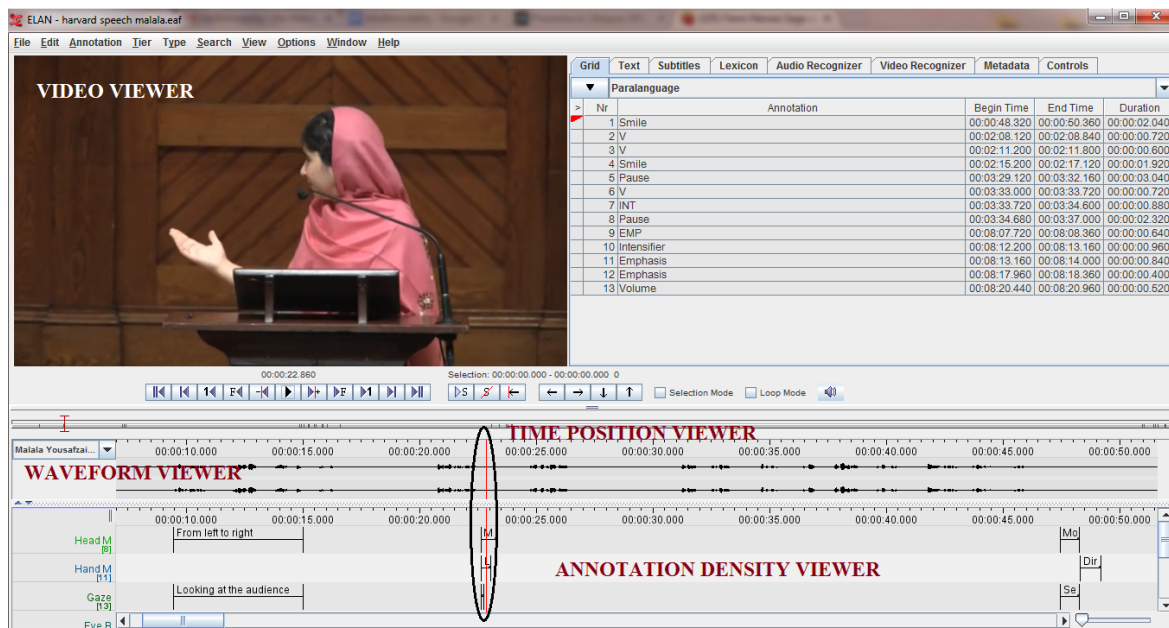 ELAN - harvard speech malala.eaf
File Edit Annotation Tier Type Search View Options Window Help
VIDEO VIEWER
Grid Text Subtitles Lexicon Audio Recognizer Video Recognizer Metadata Controls
Paralanguage
> Nr Annotation Begin Time End Time Duration
1 Smile 00:00:48.320 00:00:50.360 00:00:02.040
2 V 00:02:08.120 00:02:08.840 00:00:00.720
3 V 00:02:11.200 00:02:11.800 00:00:00.600
4 Smile 00:02:15.200 00:02:17.120 00:00:01.920
5 Pause 00:03:29.120 00:03:32.160 00:00:03.040
6 V 00:03:33.000 00:03:33.720 00:00:00.720
7 INT 00:03:33.720 00:03:34.600 00:00:00.880
8 Pause 00:03:34.680 00:03:37.000 00:00:02.320
9 EMP 00:08:07.720 00:08:08.360 00:00:00.640
10 Intensifier 00:08:12.200 00:08:13.160 00:00:00.960
11 Emphasis 00:08:13.160 00:08:14.000 00:00:00.840
12 Emphasis 00:08:17.960 00:08:18.360 00:00:00.400
13 Volume 00:08:20.440 00:08:20.960 00:00:00.520
00:00:22.860 Selection: 00:00:00.000 - 00:00:00.000 0
1 F F 1 S S Selection Mode Loop Mode
TIME POSITION VIEWER
Malala Yousafzai... 00:00:10.000 00:00:15.000 00:00:20.000 00:00:25.000 00:00:30.000 00:00:35.000 00:00:40.000 00:00:45.000 00:00:50.000
WAVEFORM VIEWER
00:00:10.000 00:00:15.000 00:00:20.000 00:00:25.000 00:00:30.000 00:00:35.000 00:00:40.000 00:00:45.000 00:00:50.000
Head M From left to right M Mo
[8]
Hand M L Dir
[11]
ANNOTATION DENSITY VIEWER
Gaze Looking at the audience Se
[13]
Eye B